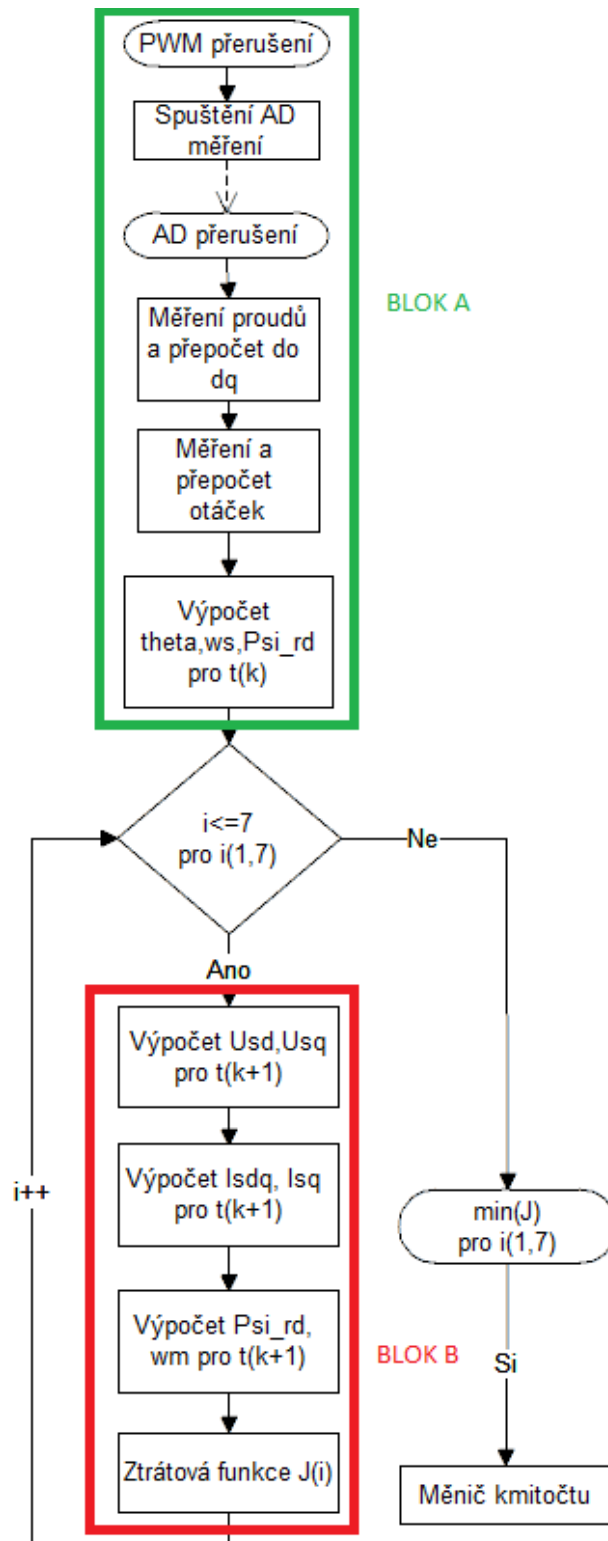 PWM přerušení
Spuštění AD
měření
AD přerušení
BLOK A
Měření proudů
a přepočet do
dq
Měření a
přepočet
otáček
Výpočet
theta,ws,Psi_rd
pro t(k)
i<=7
pro i(1,7)
Ne
Ano
Výpočet Usd,Usq
pro t(k+1)
i++
Výpočet Isdq, Isq
pro t(k+1)
min(J)
pro i(1,7)
Výpočet Psi_rd,
wm pro t(k+1)
BLOK B
Si
Ztrátová funkce J(i)
Měnič kmitočtu